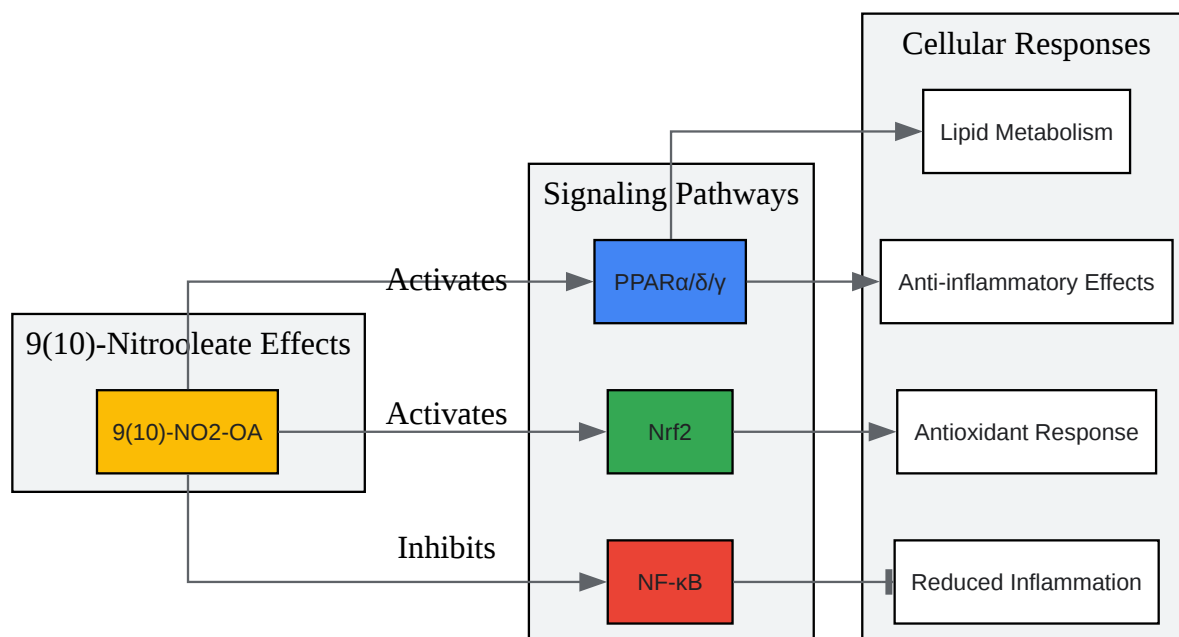 Cellular Responses
Lipid Metabolism
Signaling Pathways
Activates
PPARα/δ/γ
Anti-inflammatory Effects
9(10)-Nitrooleate Effects
9(10)-NO2-OA
Activates
Nrf2
Antioxidant Response
Inhibits
NF-κB
Reduced Inflammation